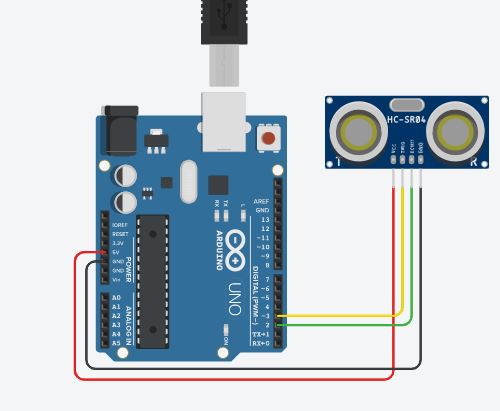 HC-SR04
VCC
TRIG
ECHO
GND
T
R
IOREF
RESET
3.3V
5V
GND
GND
Vin
POWER
A0
A1
A2
A3
A4
A5
ANALOG IN
RX
TX
L
ARDUINO
UNO
ON
AREF
GND
13
12
~11
~10
~9
8
7
~6
~5
4
~3
2
TX→1
RX←0
DIGITAL (PWM~)